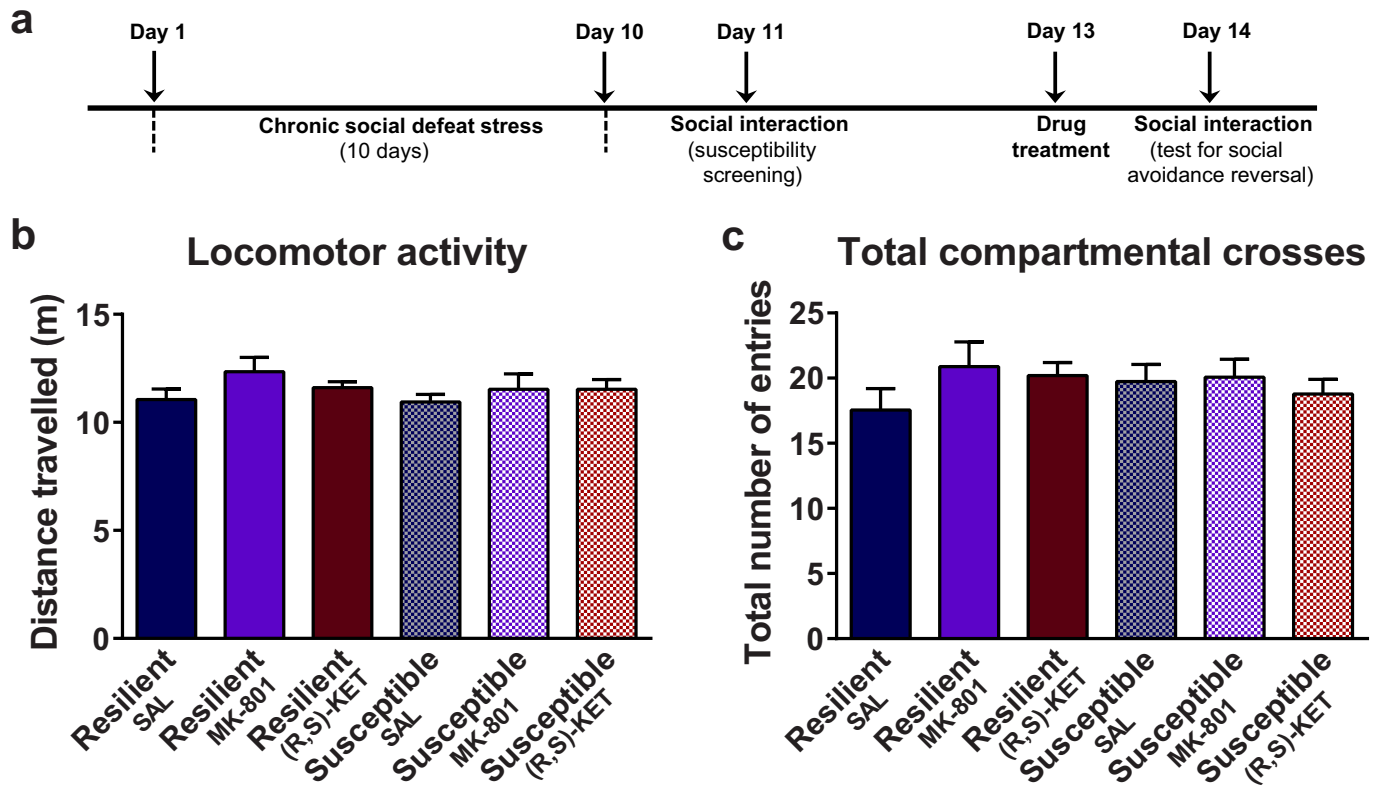 a
Day 1
Day 10
Day 11
Day 13
Day 14
Chronic social defeat stress
(10 days)
Social interaction
(susceptibility
screening)
Drug
treatment
Social interaction
(test for social
avoidance reversal)
b
Locomotor activity
Distance travelled (m)
15
10
5
0
Resilient
SAL
Resilient
MK-801
Resilient
(R,S)-KET
Susceptible
SAL
Susceptible
MK-801
Susceptible
(R,S)-KET
c
Total compartmental crosses
Total number of entries
25
20
15
10
5
0
Resilient
SAL
Resilient
MK-801
Resilient
(R,S)-KET
Susceptible
SAL
Susceptible
MK-801
Susceptible
(R,S)-KET